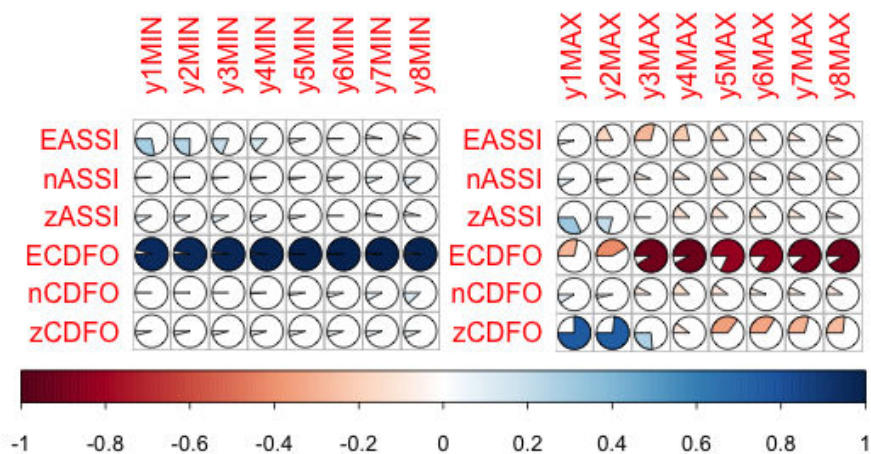 y1MIN y2MIN y3MIN y4MIN y5MIN y6MIN y7MIN y8MIN
EASSI
nASSI
zASSI
ECDFO
nCDFO
zCDFO
y1MAX y2MAX y3MAX y4MAX y5MAX y6MAX y7MAX y8MAX
EASSI
nASSI
zASSI
ECDFO
nCDFO
zCDFO
-1 -0.8 -0.6 -0.4 -0.2 0 0.2 0.4 0.6 0.8 1